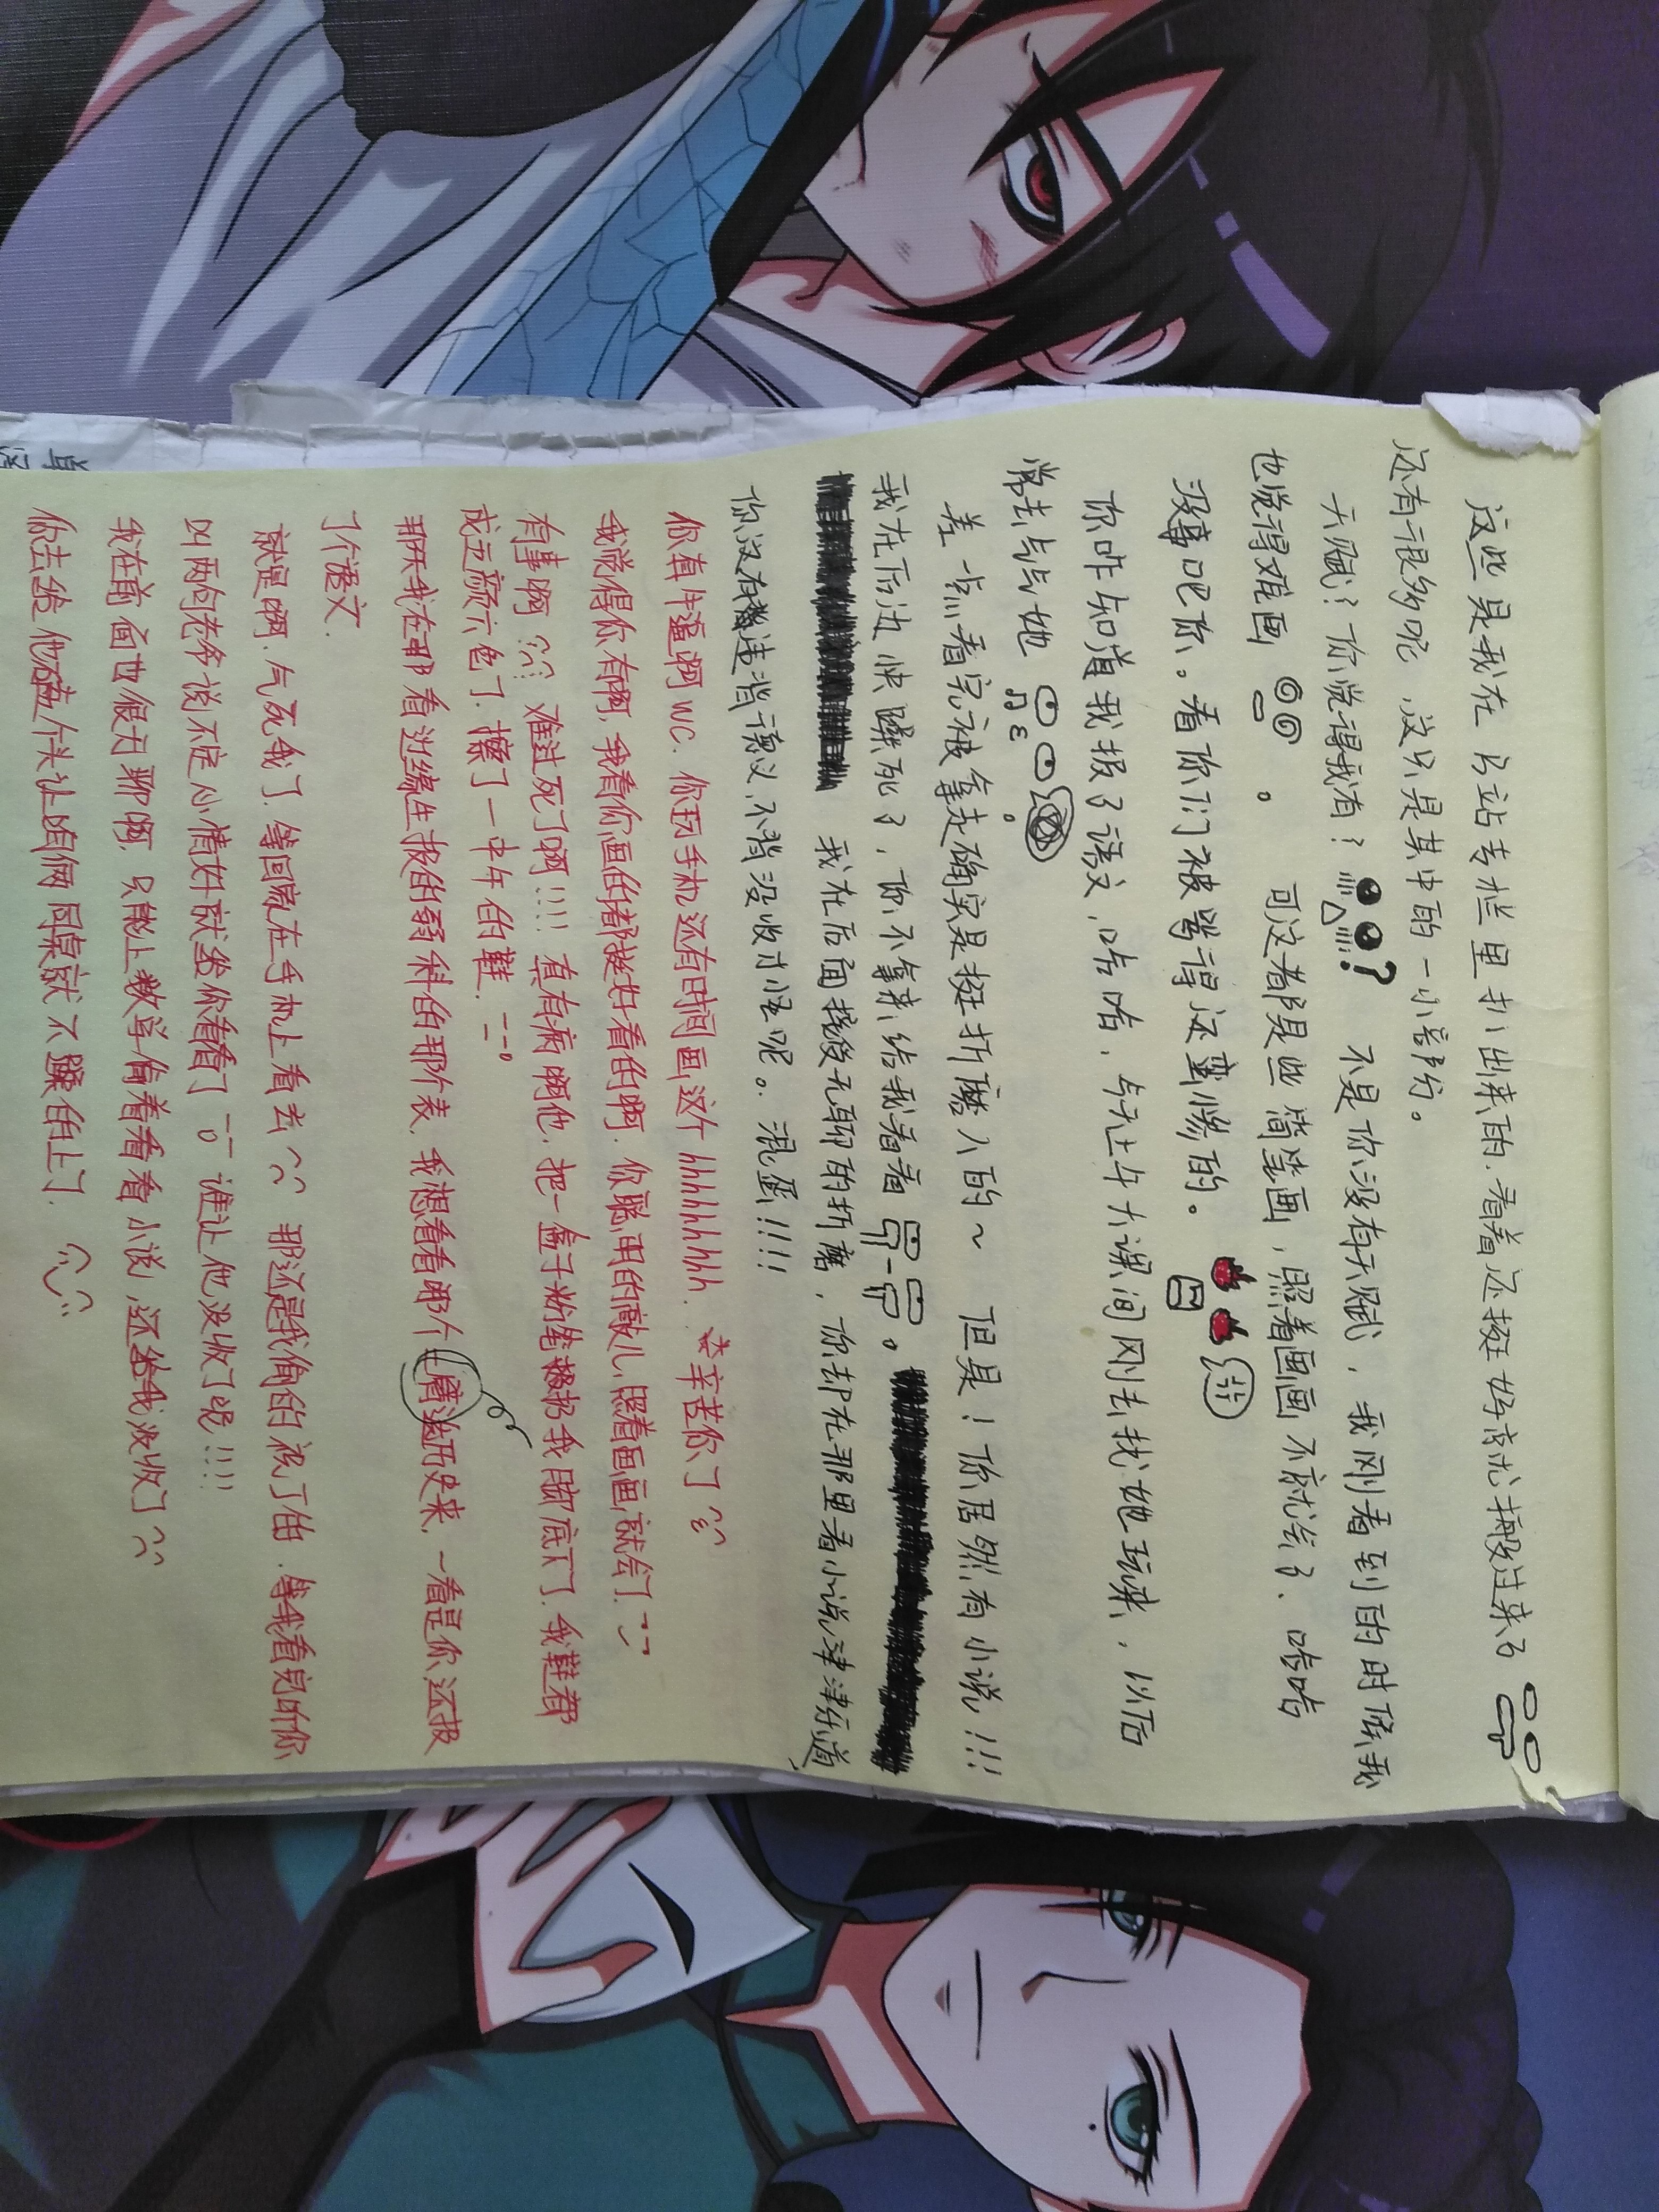 这些是我在B站专栏里扒出来的.看着还挺好就搬过来了
还有很多呢,这只是其中的一小部分。
天赋?你觉得我有? ? 不是你没有天赋,我刚看到的时候我
也觉得难画 。 可这都是些简笔画,照着画画不就会了.哈哈
没事吧你。看你们被骂得还蛮惨的。
你咋知道我报了语文,哈哈,今天上午大课间刚去找她玩来,以后
常去气气她 。
差一点看完被拿走确实是挺折磨人的~ 但是!你居然有小说!!!
我在后边快躁死了,你不拿来给我看看 。
我在后面接受无聊的折磨,你却在那里看小说津津乐道,
你这有违背德义,不背没收才怪呢。混蛋!!!!
你真牛逼啊WC.你玩手机还有时间画这个hhhhhhhhh. 辛苦你了
我觉得你有啊,我看你画的都挺好看的啊.你聪明的敲儿,照着画画就会了.
有事啊 难过死了啊!!!!真有病啊他.把一盒子粉笔扔我脚底下了.我鞋都
成五颜六色了.擦了一中午的鞋.
那天我在那看边缘生报的弱科的那个表.我想看看哪个 历史来,一看是你,还报
了个语文.
就是啊.气死我了.等回家在手机上看去 那还是我偷的祝丁的.等我看完听你
叫两句老爷说不定心情好就给你看看了 谁让他没收了呢!!!!
我在前面也很无聊啊.只能上数学偷着看看小说,还给我没收了
你去给他磕个头让咱俩同桌就不躁的上了.